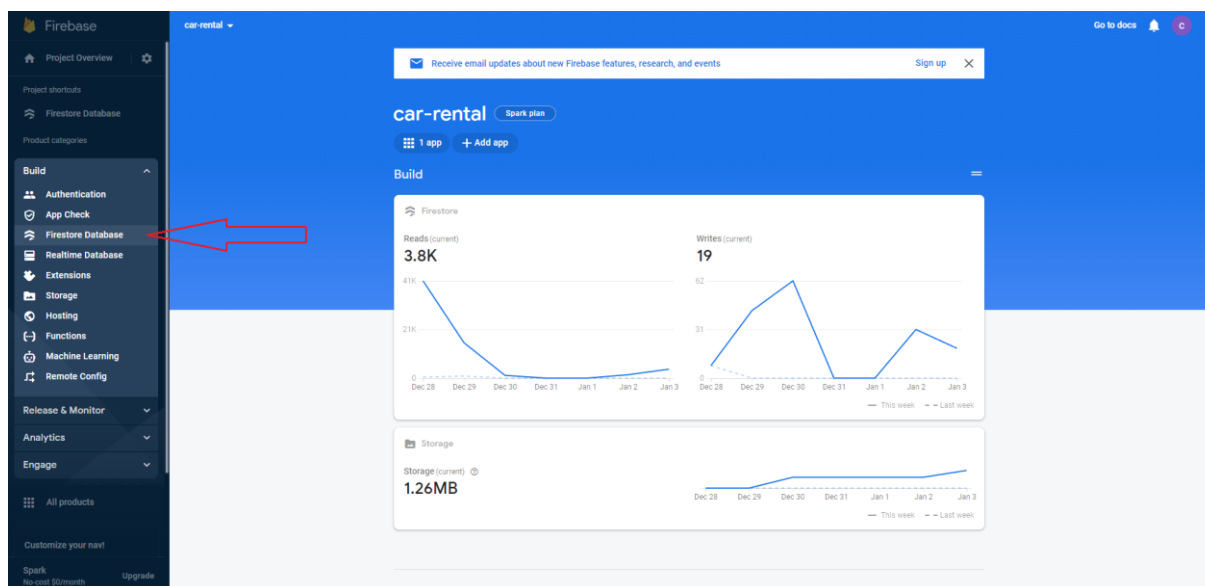 Firebase
Project Overview
Project shortcuts
Firestore Database
Product categories
Build
Authentication
App Check
Firestore Database
Realtime Database
Extensions
Storage
Hosting
Functions
Machine Learning
Remote Config
Release & Monitor
Analytics
Engage
All products
Customize your nav!
Spark
No-cost $0/month
Upgrade
car-rental
Go to docs
C
Receive email updates about new Firebase features, research, and events
Sign up
car-rental
Spark plan
1 app
+ Add app
Build
Firestore
Reads (current)
3.8K
41K
21K
0
Dec 28 Dec 29 Dec 30 Dec 31 Jan 1 Jan 2 Jan 3
Writes (current)
19
62
31
0
Dec 28 Dec 29 Dec 30 Dec 31 Jan 1 Jan 2 Jan 3
This week Last week
Storage
Storage (current)
1.26MB
Dec 28 Dec 29 Dec 30 Dec 31 Jan 1 Jan 2 Jan 3
This week Last week